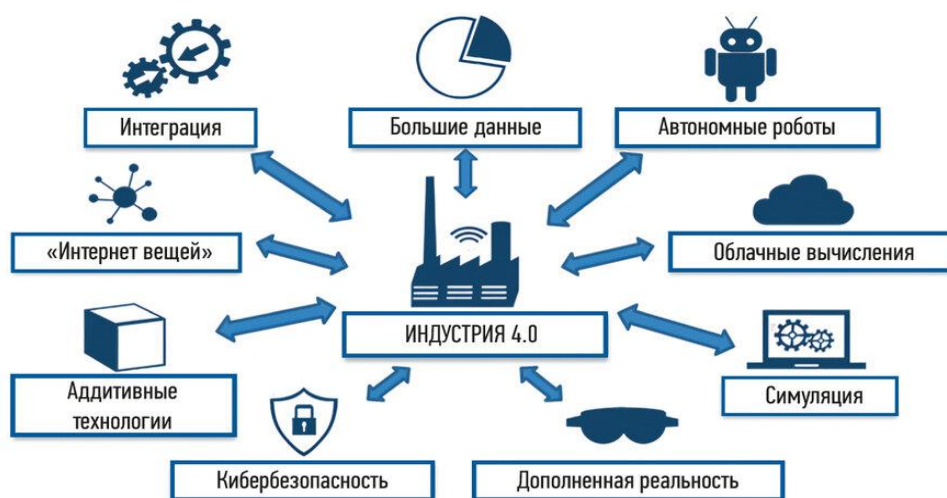 Интеграция
Большие данные
Автономные роботы
«Интернет вещей»
Облачные вычисления
ИНДУСТРИЯ 4.0
Аддитивные
технологии
Симуляция
Кибербезопасность
Дополненная реальность